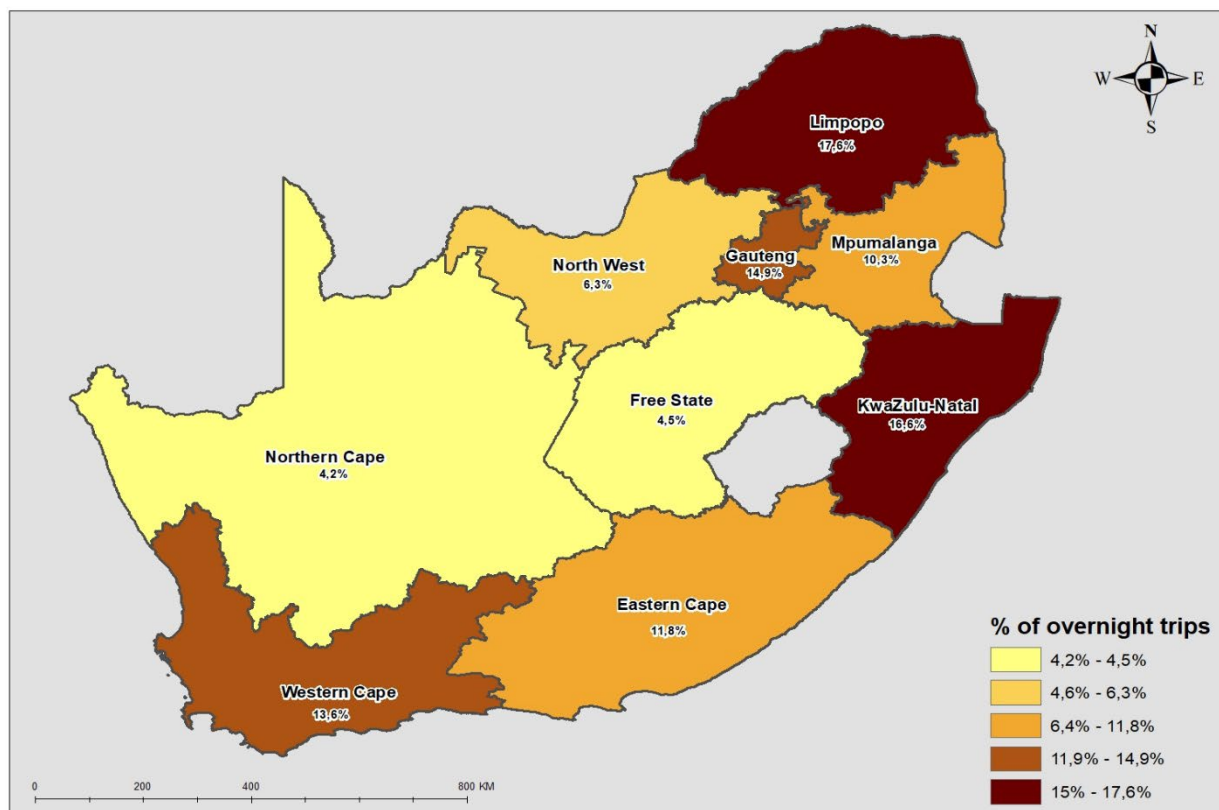 N
W E
S
Limpopo
17,6%
Mpumalanga
10,3%
Gauteng
14,9%
North West
6,3%
Free State
4,5%
KwaZulu-Natal
16,6%
Northern Cape
4,2%
Eastern Cape
11,8%
Western Cape
13,6%
% of overnight trips
4,2% - 4,5%
4,6% - 6,3%
6,4% - 11,8%
11,9% - 14,9%
15% - 17,6%
0 200 400 800 KM